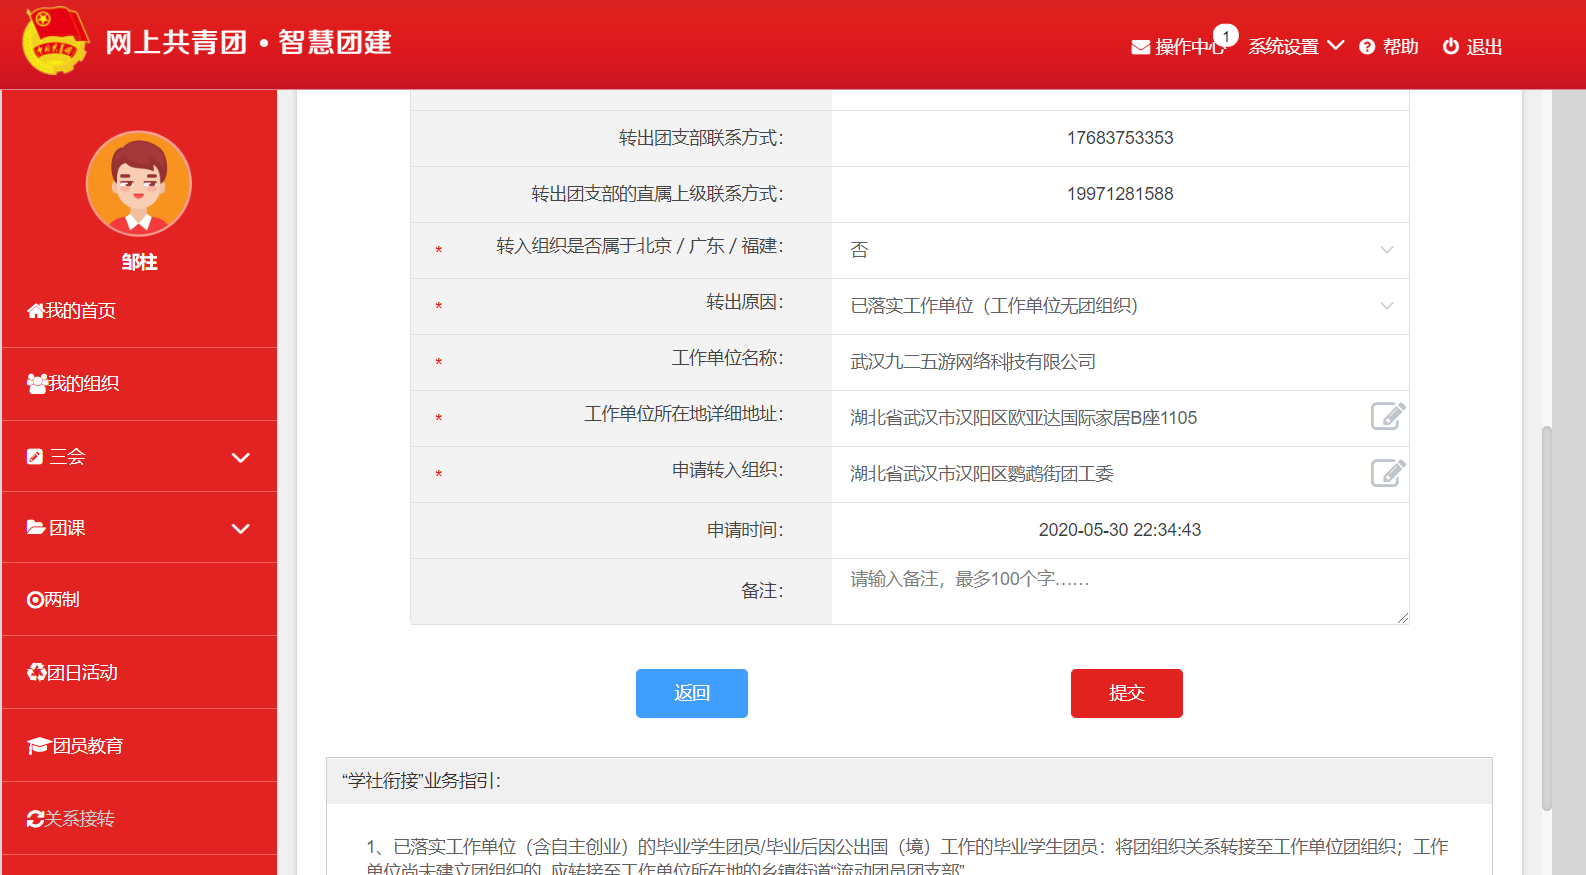 网上共青团·智慧团建
操作中心
1
系统设置
帮助
退出
邹柱
我的首页
我的组织
三会
团课
两制
团日活动
团员教育
关系接转
转出团支部联系方式：
17683753353
转出团支部的直属上级联系方式：
19971281588
* 转入组织是否属于北京 / 广东 / 福建：
否
* 转出原因：
已落实工作单位（工作单位无团组织）
* 工作单位名称：
武汉九二五游网络科技有限公司
* 工作单位所在地详细地址：
湖北省武汉市汉阳区欧亚达国际家居B座1105
* 申请转入组织：
湖北省武汉市汉阳区鹦鹉街团工委
申请时间：
2020-05-30 22:34:43
备注：
请输入备注，最多100个字……
返回
提交
“学社衔接”业务指引：
1、已落实工作单位（含自主创业）的毕业学生团员/毕业后因公出国（境）工作的毕业学生团员：将团组织关系转接至工作单位团组织；工作
单位尚未建立团组织的, 应转接至工作单位所在地的乡镇街道“流动团员团支部”